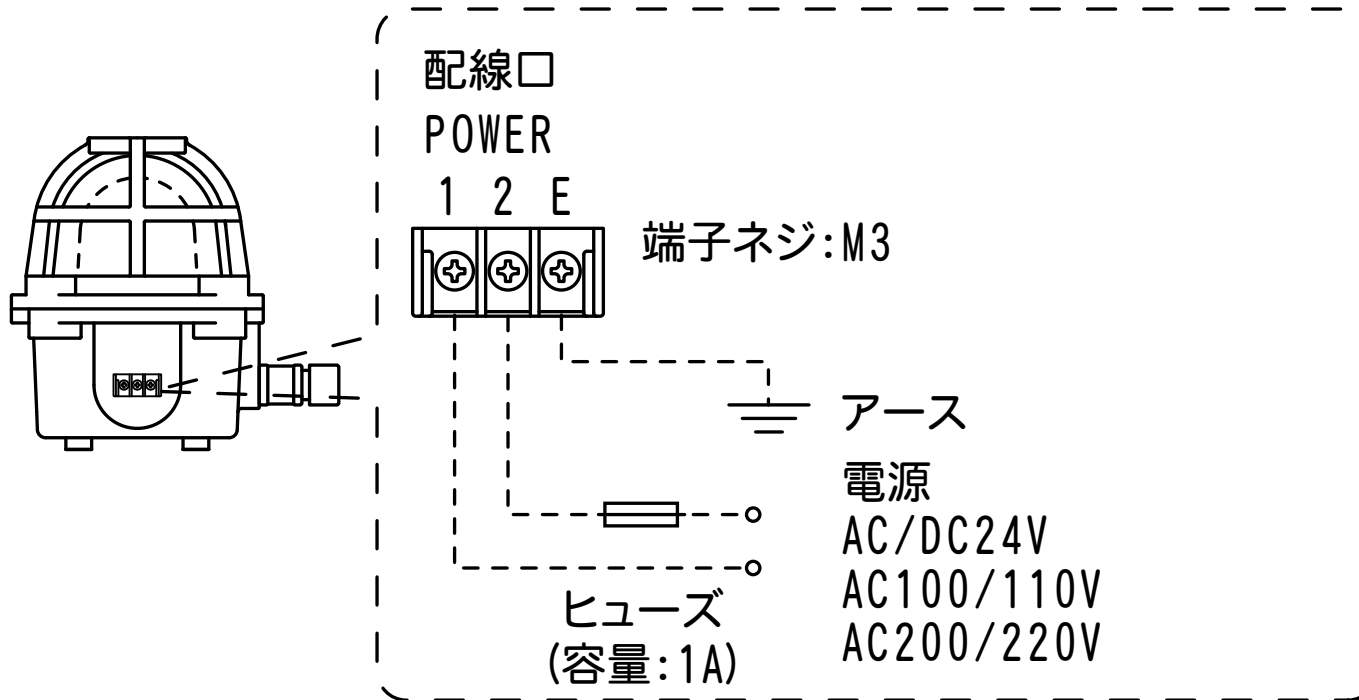 配線口
POWER
1 2 E
端子ネジ:M3
アース
電源
AC/DC24V
AC100/110V
AC200/220V
ヒューズ
(容量:1A)